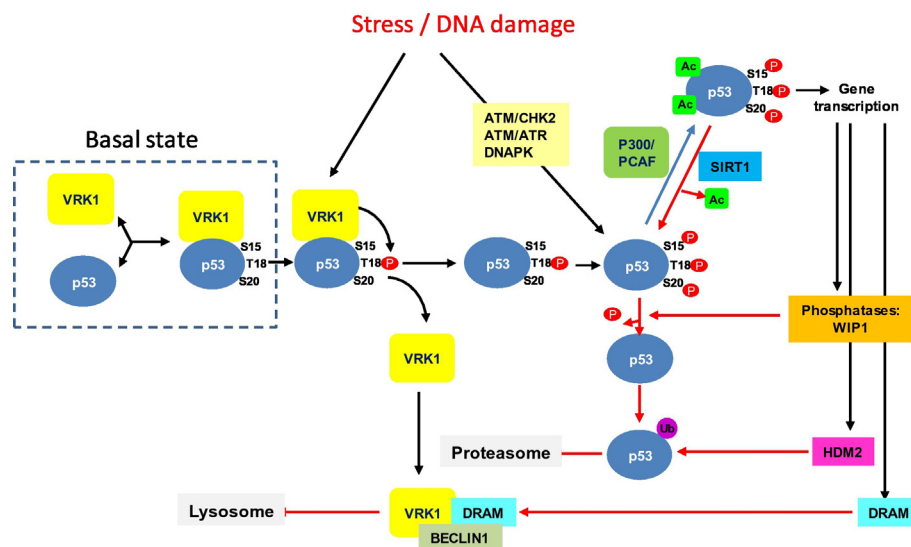 Stress / DNA damage
Ac
S15 P
p53
T18 P
Ac
S20
P
Gene
transcription
ATM/CHK2
ATM/ATR
DNAPK
P300/
PCAF
SIRT1
Ac
Basal state
VRK1
VRK1
VRK1
p53
p53
S15
T18
S20
p53
S15
T18 P
S20
p53
S15
T18 P
S20
p53
S15 P
T18 P
S20
P
P
Phosphatases:
WIP1
VRK1
p53
Ub
p53
Proteasome
HDM2
Lysosome
VRK1
DRAM
BECLIN1
DRAM